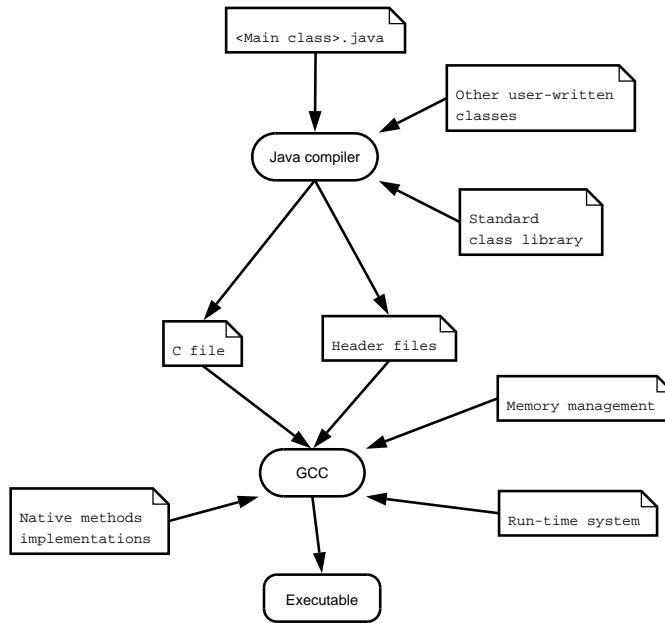 <Main class>.java
Other user-written
classes
Java compiler
Standard
class library
C file
Header files
Memory management
GCC
Native methods
implementations
Run-time system
Executable